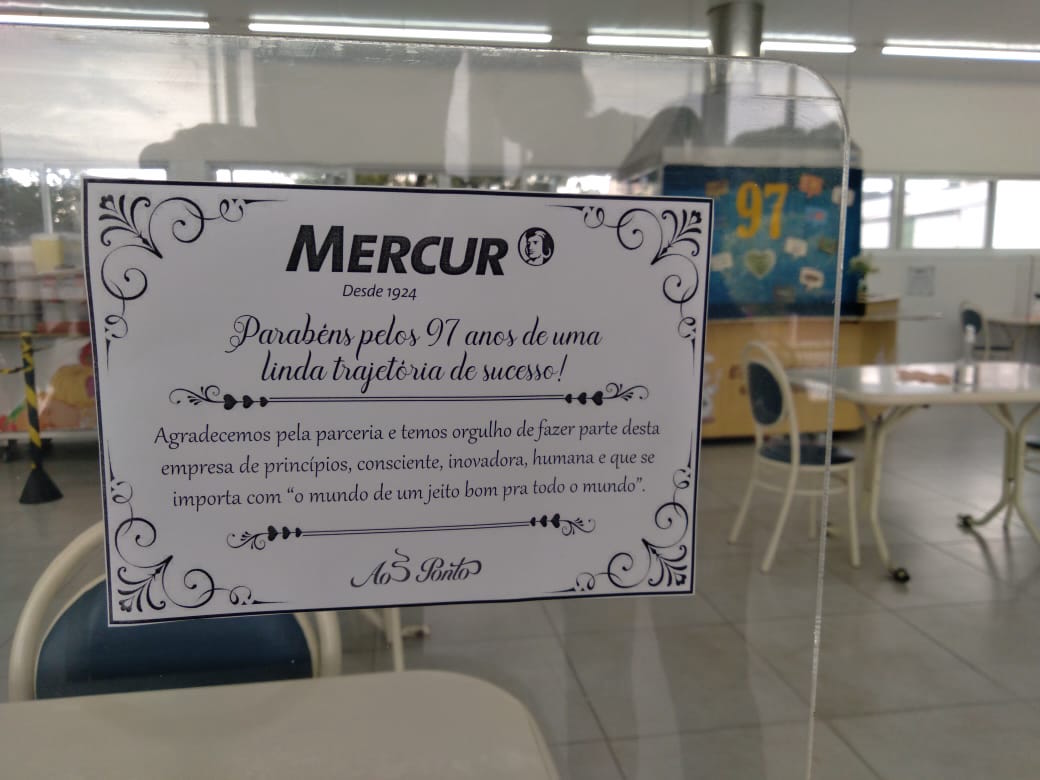 MERCUR
Desde 1924
Parabéns pelos 97 anos de uma
linda trajetória de sucesso!
Agradecemos pela parceria e temos orgulho de fazer parte desta
empresa de princípios, consciente, inovadora, humana e que se
importa com “o mundo de um jeito bom pra todo o mundo”.
Ao Ponto
97